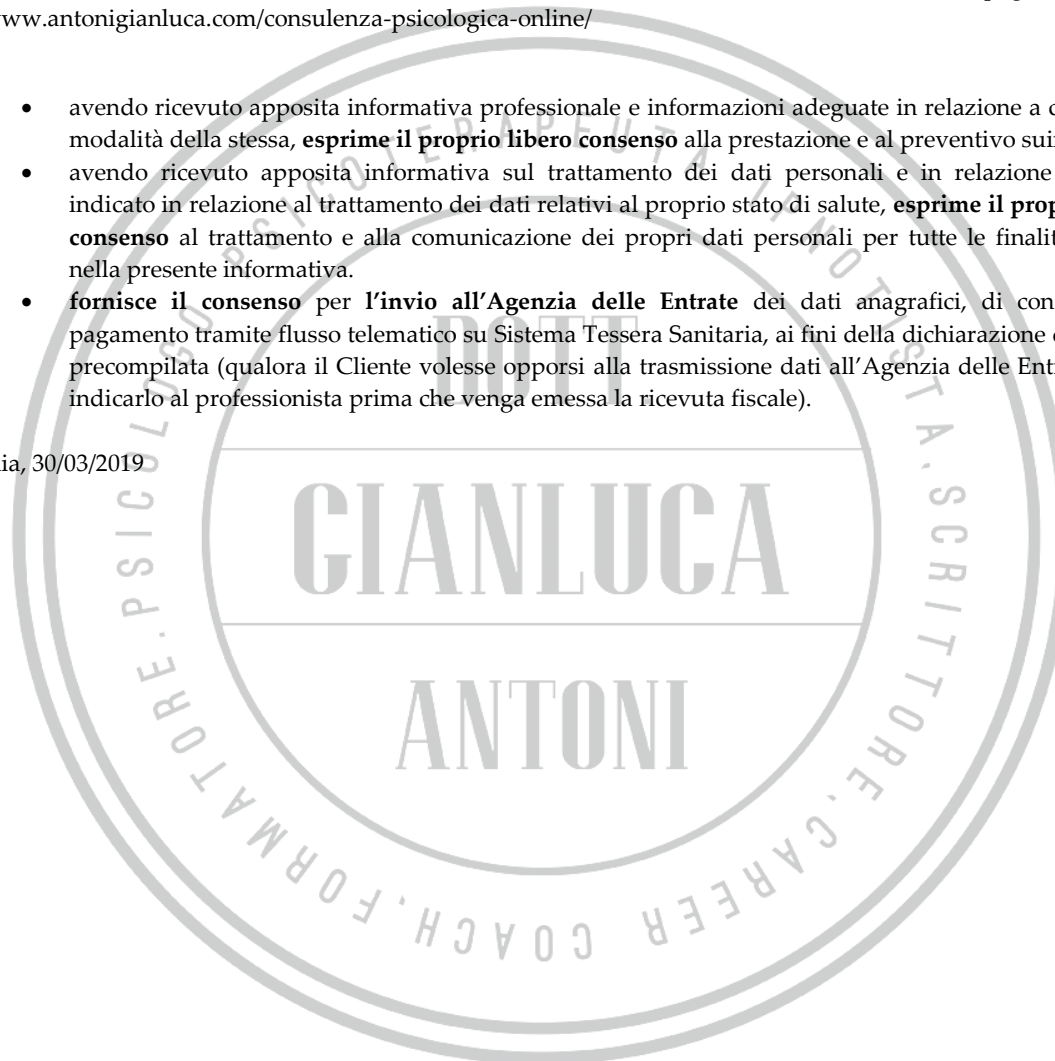 ww.antonigianluca.com/consulenza-psicologica-online/
• avendo ricevuto apposita informativa professionale e informazioni adeguate in relazione a
modalità della stessa, esprime il proprio libero consenso alla prestazione e al preventivo
• avendo ricevuto apposita informativa sul trattamento dei dati personali e in relazione
indicato in relazione al trattamento dei dati relativi al proprio stato di salute, esprime il
consenso al trattamento e alla comunicazione dei propri dati personali per tutte le
nella presente informativa.
• fornisce il consenso per l’invio all’Agenzia delle Entrate dei dati anagrafici, di
pagamento tramite flusso telematico su Sistema Tessera Sanitaria, ai fini della dichiarazione
precompilata (qualora il Cliente volesse opporsi alla trasmissione dati all’Agenzia delle
indicarlo al professionista prima che venga emessa la ricevuta fiscale).
ia, 30/03/2019
DOTT
GIANLUCA
ANTONI
PSICOLOGO PSICOTERAPEUTA IPNOTISTA. SCRITTORE. CAREER COACH. FORMATORE.